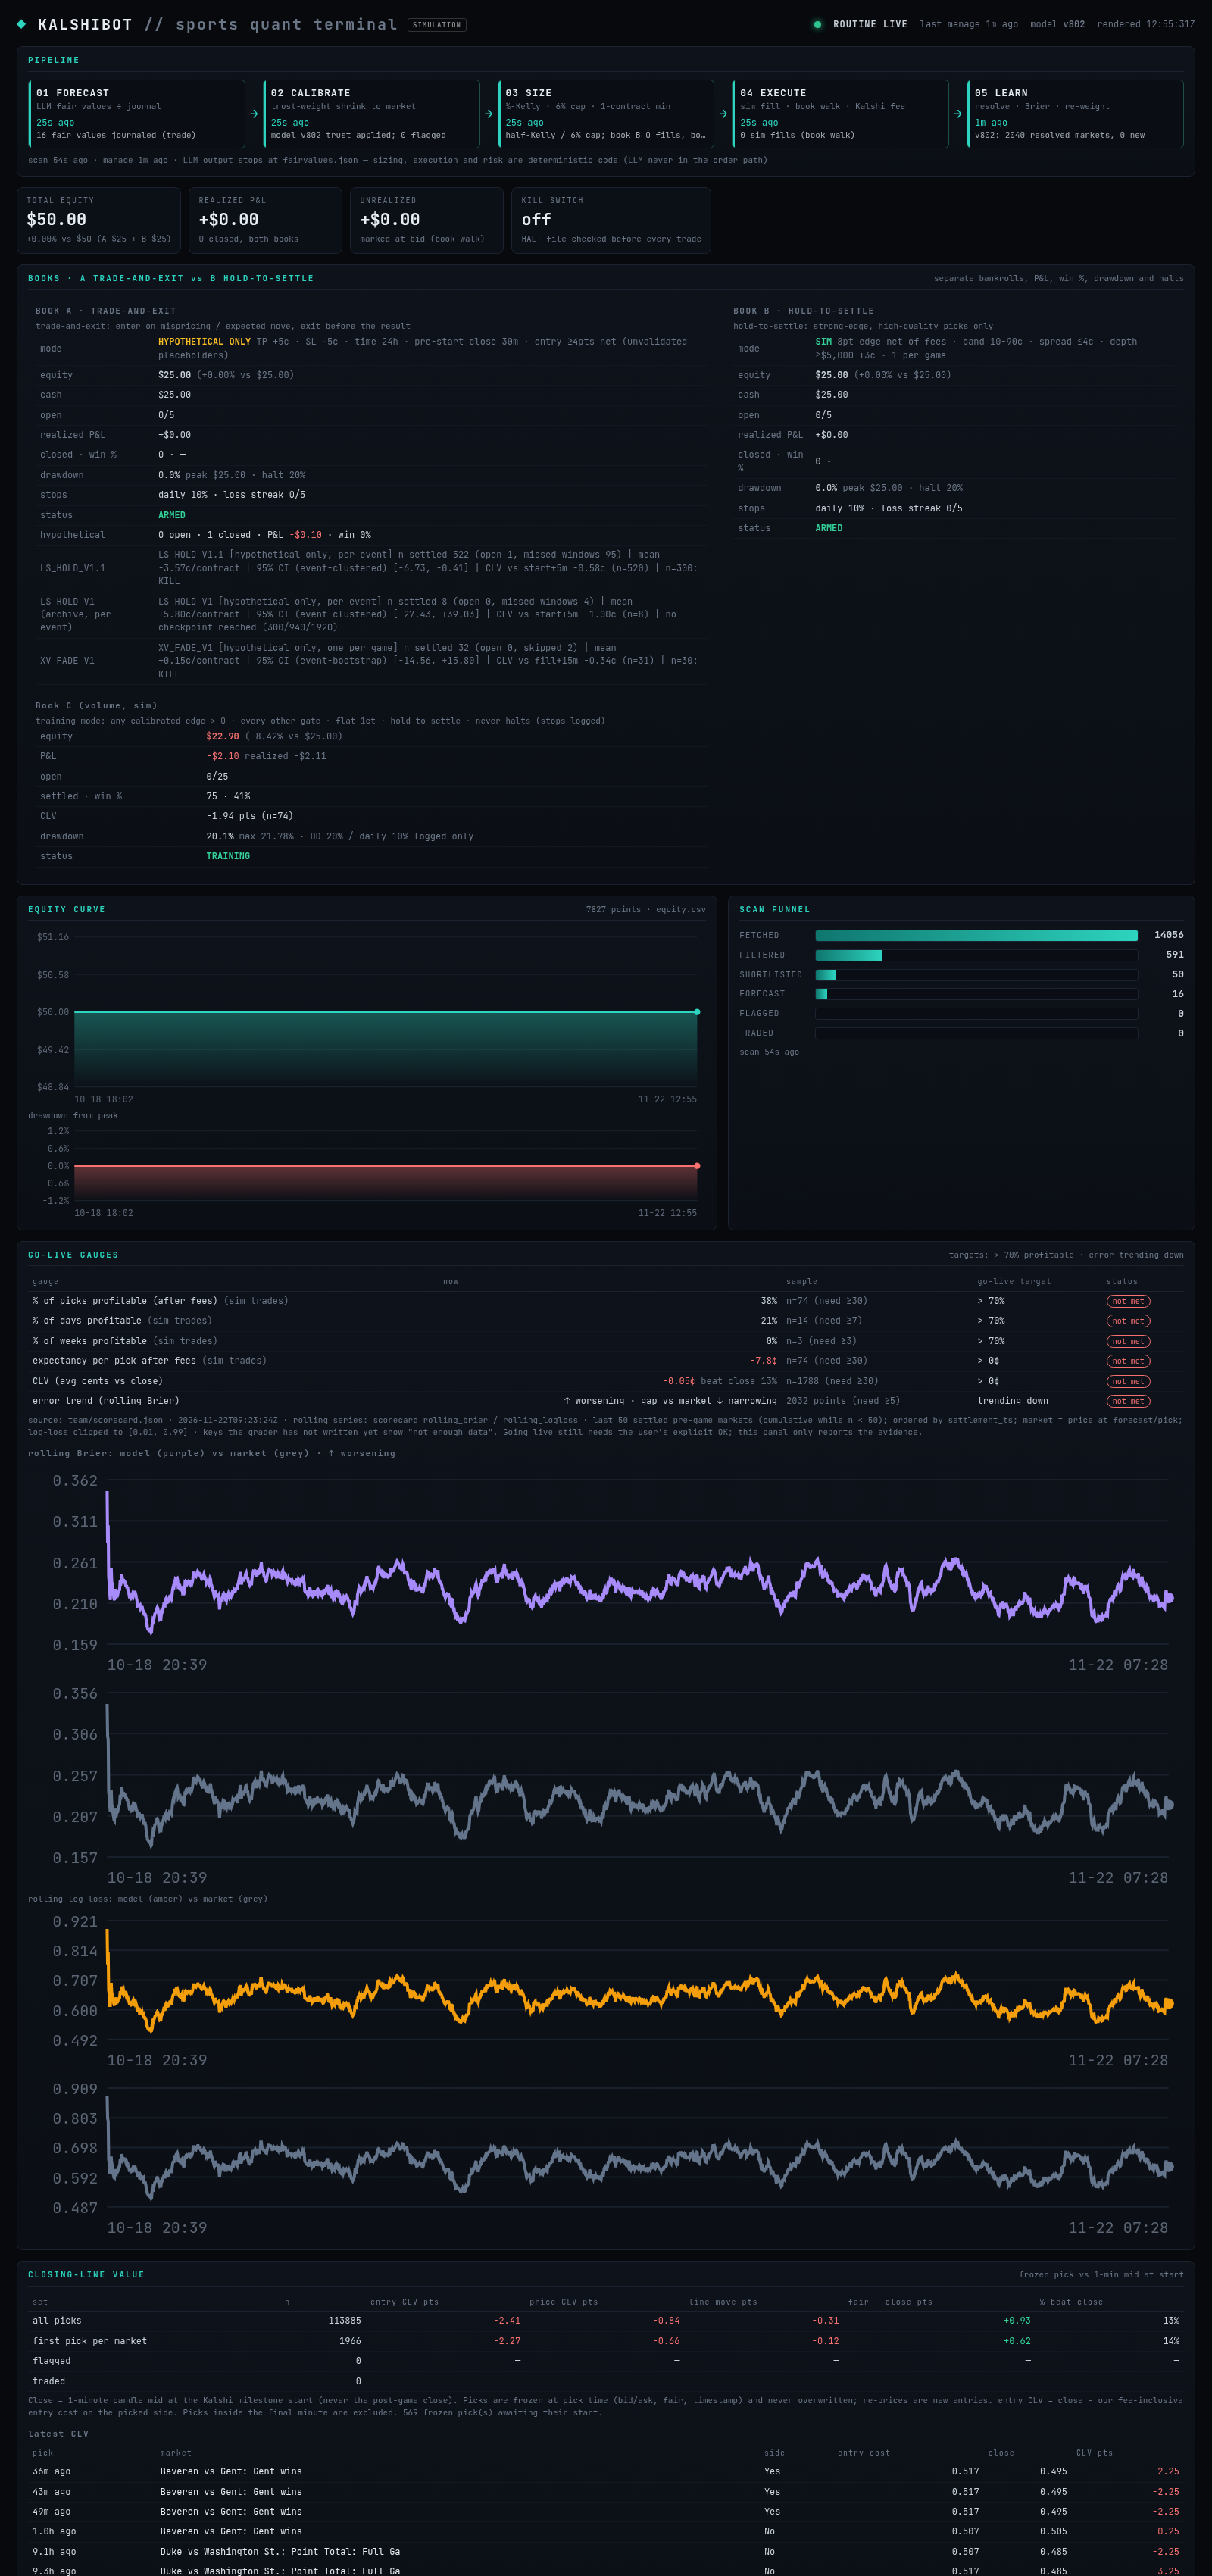 ◆ KALSHIBOT // sports quant terminal SIMULATION
ROUTINE LIVE last manage 1m ago model v802 rendered 12:55:31Z
PIPELINE
01 FORECAST
LLM fair values → journal
25s ago
16 fair values journaled (trade)
→
02 CALIBRATE
trust-weight shrink to market
25s ago
model v802 trust applied; 0 flagged
→
03 SIZE
½-Kelly · 6% cap · 1-contract min
25s ago
half-Kelly / 6% cap; book B 0 fills, bo…
→
04 EXECUTE
sim fill · book walk · Kalshi fee
25s ago
0 sim fills (book walk)
→
05 LEARN
resolve · Brier · re-weight
1m ago
v802: 2040 resolved markets, 0 new
scan 54s ago · manage 1m ago · LLM output stops at fairvalues.json — sizing, execution and risk are deterministic code (LLM never in the order path)
TOTAL EQUITY
$50.00
+0.00% vs $50 (A $25 + B $25)
REALIZED P&L
+$0.00
0 closed, both books
UNREALIZED
+$0.00
marked at bid (book walk)
KILL SWITCH
off
HALT file checked before every trade
BOOKS · A TRADE-AND-EXIT vs B HOLD-TO-SETTLE
separate bankrolls, P&L, win %, drawdown and halts
BOOK A · TRADE-AND-EXIT
trade-and-exit: enter on mispricing / expected move, exit before the result
mode HYPOTHETICAL ONLY TP +5c · SL -5c · time 24h · pre-start close 30m · entry ≥4pts net (unvalidated
placeholders)
equity $25.00 (+0.00% vs $25.00)
cash $25.00
open 0/5
realized P&L +$0.00
closed · win % 0 · —
drawdown 0.0% peak $25.00 · halt 20%
stops daily 10% · loss streak 0/5
status ARMED
hypothetical 0 open · 1 closed · P&L -$0.10 · win 0%
LS_HOLD_V1.1 LS_HOLD_V1.1 [hypothetical only, per event] n settled 522 (open 1, missed windows 95) | mean
-3.57c/contract | 95% CI (event-clustered) [-6.73, -0.41] | CLV vs start+5m -0.58c (n=520) | n=300:
KILL
LS_HOLD_V1 (archive, per event) LS_HOLD_V1 [hypothetical only, per event] n settled 8 (open 0, missed windows 4) | mean
+5.80c/contract | 95% CI (event-clustered) [-27.43, +39.03] | CLV vs start+5m -1.00c (n=8) | no
checkpoint reached (300/940/1920)
XV_FADE_V1 XV_FADE_V1 [hypothetical only, one per game] n settled 32 (open 0, skipped 2) | mean
+0.15c/contract | 95% CI (event-bootstrap) [-14.56, +15.80] | CLV vs fill+15m -0.34c (n=31) | n=30:
KILL
BOOK B · HOLD-TO-SETTLE
hold-to-settle: strong-edge, high-quality picks only
mode SIM 8pt edge net of fees · band 10-90c · spread ≤4c · depth
≥$5,000 ±3c · 1 per game
equity $25.00 (+0.00% vs $25.00)
cash $25.00
open 0/5
realized P&L +$0.00
closed · win % 0 · —
drawdown 0.0% peak $25.00 · halt 20%
stops daily 10% · loss streak 0/5
status ARMED
Book C (volume, sim)
training mode: any calibrated edge > 0 · every other gate · flat 1ct · hold to settle · never halts (stops logged)
equity $22.90 (-8.42% vs $25.00)
P&L -$2.10 realized -$2.11
open 0/25
settled · win % 75 · 41%
CLV -1.94 pts (n=74)
drawdown 20.1% max 21.78% · DD 20% / daily 10% logged only
status TRAINING
EQUITY CURVE
7827 points · equity.csv
$51.16
$50.58
$50.00
$49.42
$48.84
10-18 18:02 11-22 12:55
drawdown from peak
1.2%
0.6%
0.0%
-0.6%
-1.2%
10-18 18:02 11-22 12:55
SCAN FUNNEL
FETCHED 14056
FILTERED 591
SHORTLISTED 50
FORECAST 16
FLAGGED 0
TRADED 0
scan 54s ago
GO-LIVE GAUGES
targets: > 70% profitable · error trending down
gauge now sample go-live target status
% of picks profitable (after fees) (sim trades) 38% n=74 (need ≥30) > 70% not met
% of days profitable (sim trades) 21% n=14 (need ≥7) > 70% not met
% of weeks profitable (sim trades) 0% n=3 (need ≥3) > 70% not met
expectancy per pick after fees (sim trades) -7.8¢ n=74 (need ≥30) > 0¢ not met
CLV (avg cents vs close) -0.05¢ beat close 13% n=1788 (need ≥30) > 0¢ not met
error trend (rolling Brier) ↑ worsening · gap vs market ↓ narrowing 2032 points (need ≥5) trending down not met
source: team/scorecard.json · 2026-11-22T09:23:24Z · rolling series: scorecard rolling_brier / rolling_logloss · last 50 settled pre-game markets (cumulative while n < 50); ordered by settlement_ts; market = price at forecast/pick;
log-loss clipped to [0.01, 0.99] · keys the grader has not written yet show "not enough data". Going live still needs the user's explicit OK; this panel only reports the evidence.
rolling Brier: model (purple) vs market (grey) · ↑ worsening
0.362
0.311
0.261
0.210
0.159
10-18 20:39 11-22 07:28
0.356
0.306
0.257
0.207
0.157
10-18 20:39 11-22 07:28
rolling log-loss: model (amber) vs market (grey)
0.921
0.814
0.707
0.600
0.492
10-18 20:39 11-22 07:28
0.909
0.803
0.698
0.592
0.487
10-18 20:39 11-22 07:28
CLOSING-LINE VALUE
frozen pick vs 1-min mid at start
set n entry CLV pts price CLV pts line move pts fair - close pts % beat close
all picks 113885 -2.41 -0.84 -0.31 +0.93 13%
first pick per market 1966 -2.27 -0.66 -0.12 +0.62 14%
flagged 0 — — — — —
traded 0 — — — — —
Close = 1-minute candle mid at the Kalshi milestone start (never the post-game close). Picks are frozen at pick time (bid/ask, fair, timestamp) and never overwritten; re-prices are new entries. entry CLV = close - our fee-inclusive
entry cost on the picked side. Picks inside the final minute are excluded. 569 frozen pick(s) awaiting their start.
latest CLV
pick market side entry cost close CLV pts
36m ago Beveren vs Gent: Gent wins Yes 0.517 0.495 -2.25
43m ago Beveren vs Gent: Gent wins Yes 0.517 0.495 -2.25
49m ago Beveren vs Gent: Gent wins Yes 0.517 0.495 -2.25
1.0h ago Beveren vs Gent: Gent wins No 0.507 0.505 -0.25
9.1h ago Duke vs Washington St.: Point Total: Full Ga No 0.507 0.485 -2.25
9.3h ago Duke vs Washington St.: Point Total: Full Ga No 0.517 0.485 -3.25